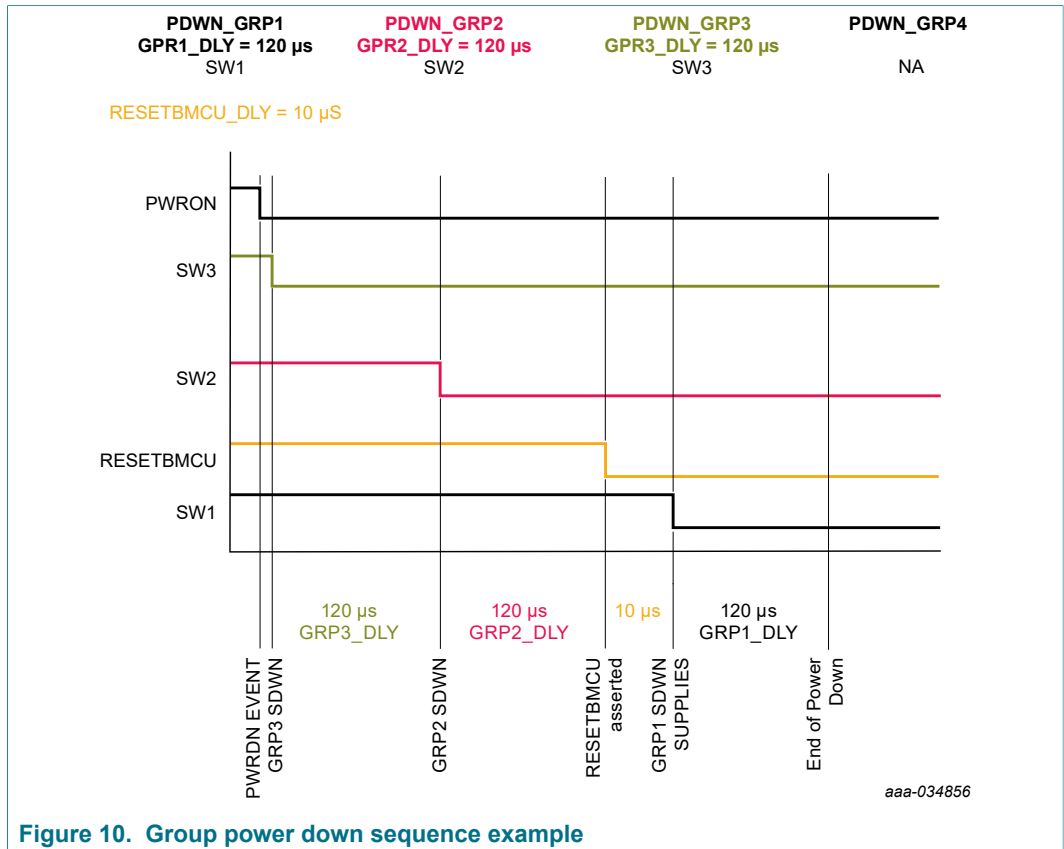 PDWN_GRP1
GPR1_DLY = 120 µs
SW1
PDWN_GRP2
GPR2_DLY = 120 µs
SW2
PDWN_GRP3
GPR3_DLY = 120 µs
SW3
PDWN_GRP4
NA
RESETBMCU_DLY = 10 µS
PWRON
SW3
SW2
RESETBMCU
SW1
120 µs
GRP3_DLY
120 µs
GRP2_DLY
10 µs
120 µs
GRP1_DLY
PWRDN EVENT
GRP3 SDWN
GRP2 SDWN
RESETBMCU
asserted
GRP1 SDWN
SUPPLIES
End of Power
Down
aaa-034856
Figure 10. Group power down sequence example